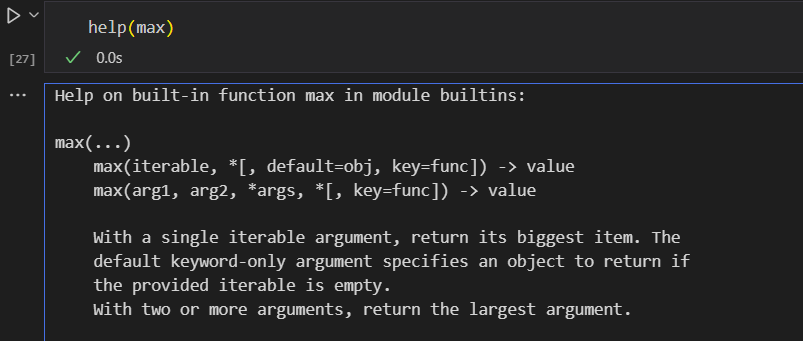 help(max)
[27]
0.0s
...
Help on built-in function max in module builtins:
max(...)
max(iterable, *[, default=obj, key=func]) -> value
max(arg1, arg2, *args, *[, key=func]) -> value
With a single iterable argument, return its biggest item. The
default keyword-only argument specifies an object to return if
the provided iterable is empty.
With two or more arguments, return the largest argument.